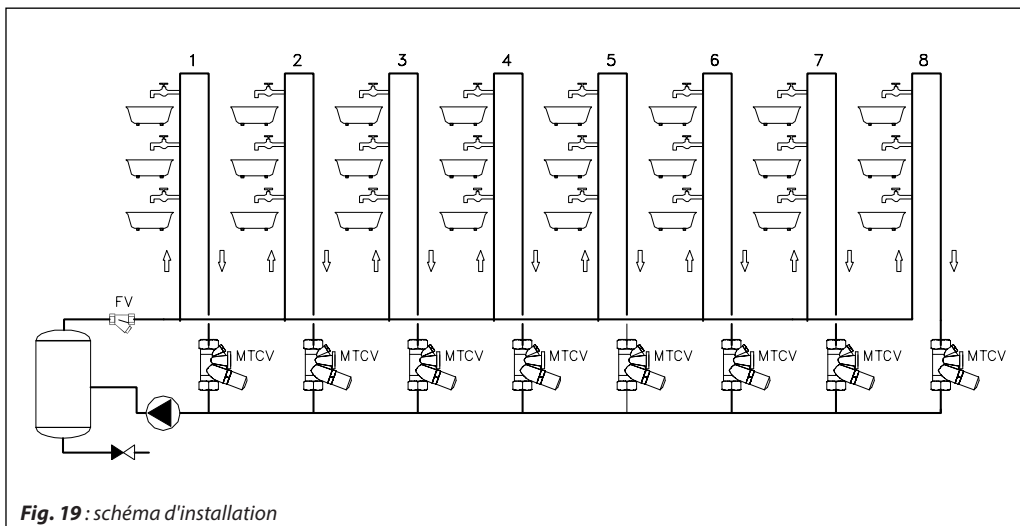 1 2 3 4 5 6 7 8
FV
MTCV MTCV MTCV MTCV MTCV MTCV MTCV MTCV
Fig. 19 : schéma d'installation